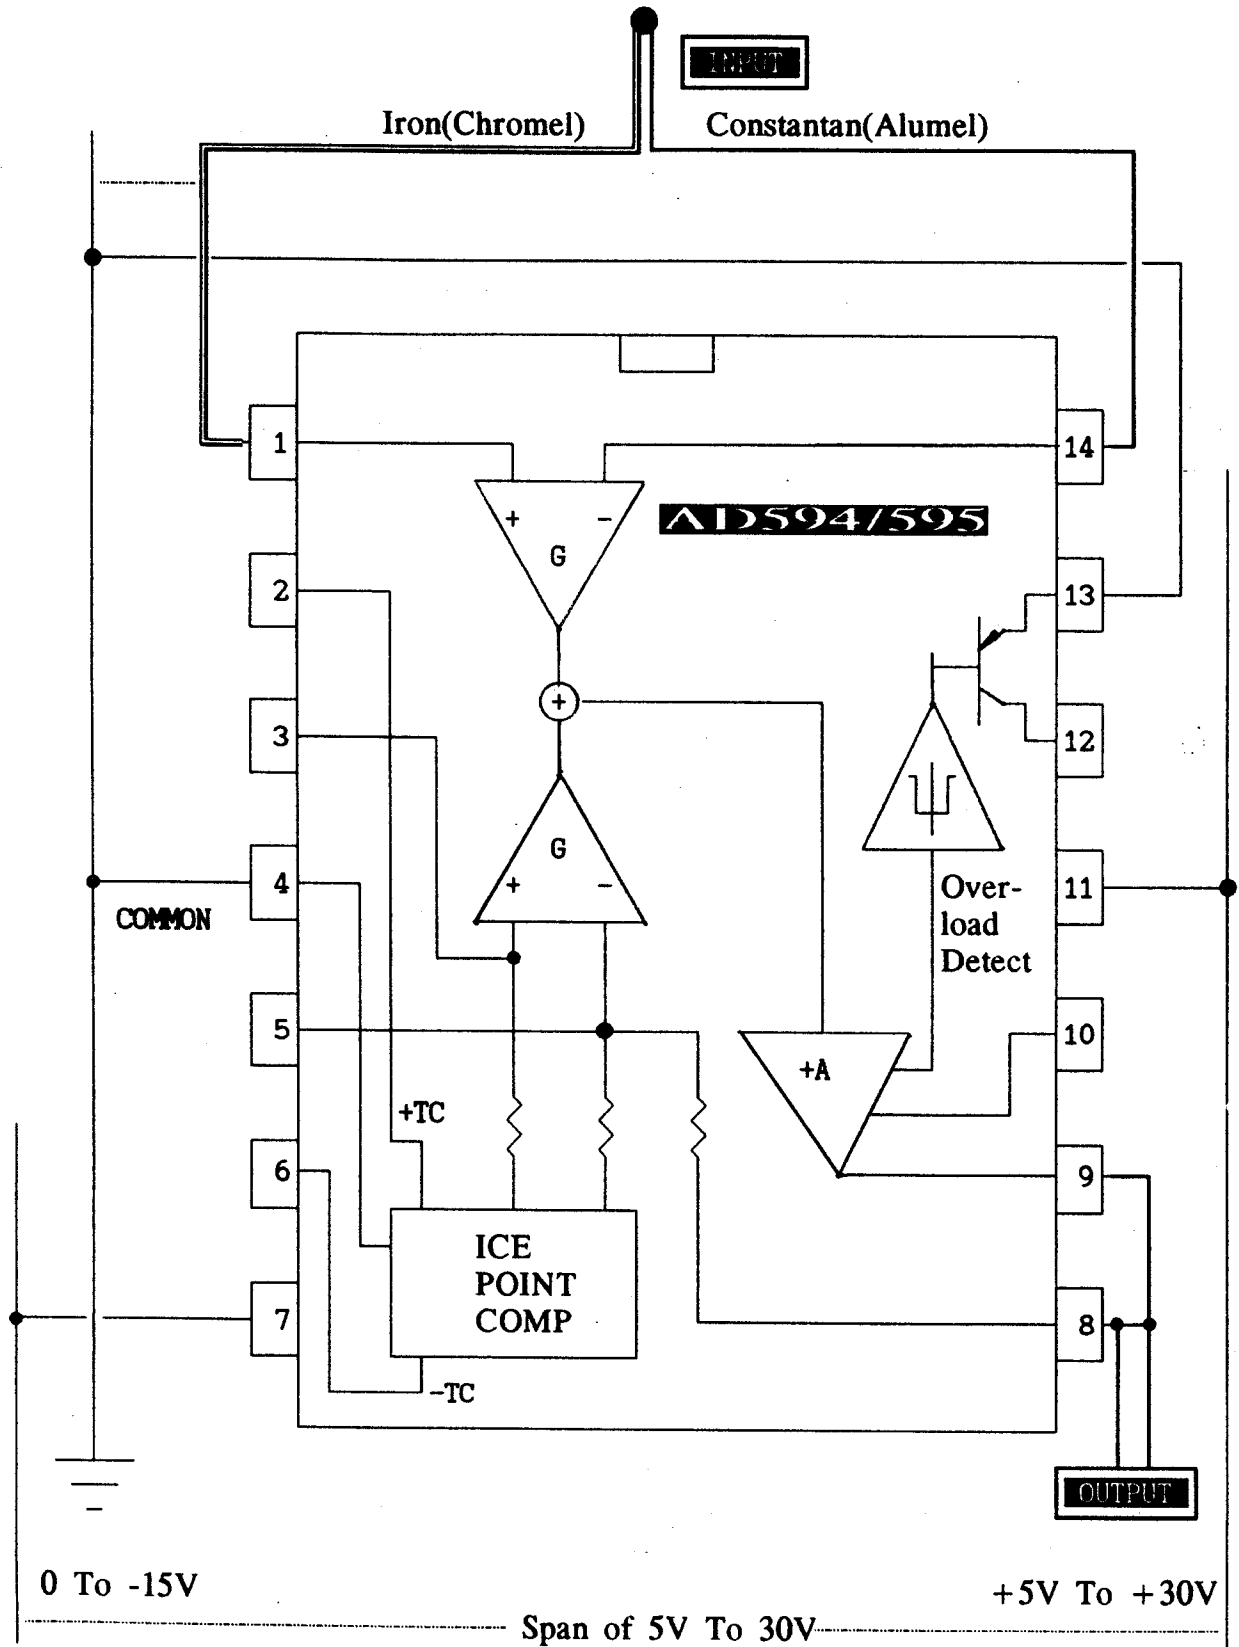 INPUT
Iron(Chromel)
Constantan(Alumel)
1
14
AD594/595
+
-
G
2
13
+
3
12
G
4
+
-
11
COMMON
Over-
load
Detect
5
10
+A
+TC
6
9
ICE
POINT
COMP
7
8
-TC
OUTPUT
0 To -15V
+5V To +30V
Span of 5V To 30V